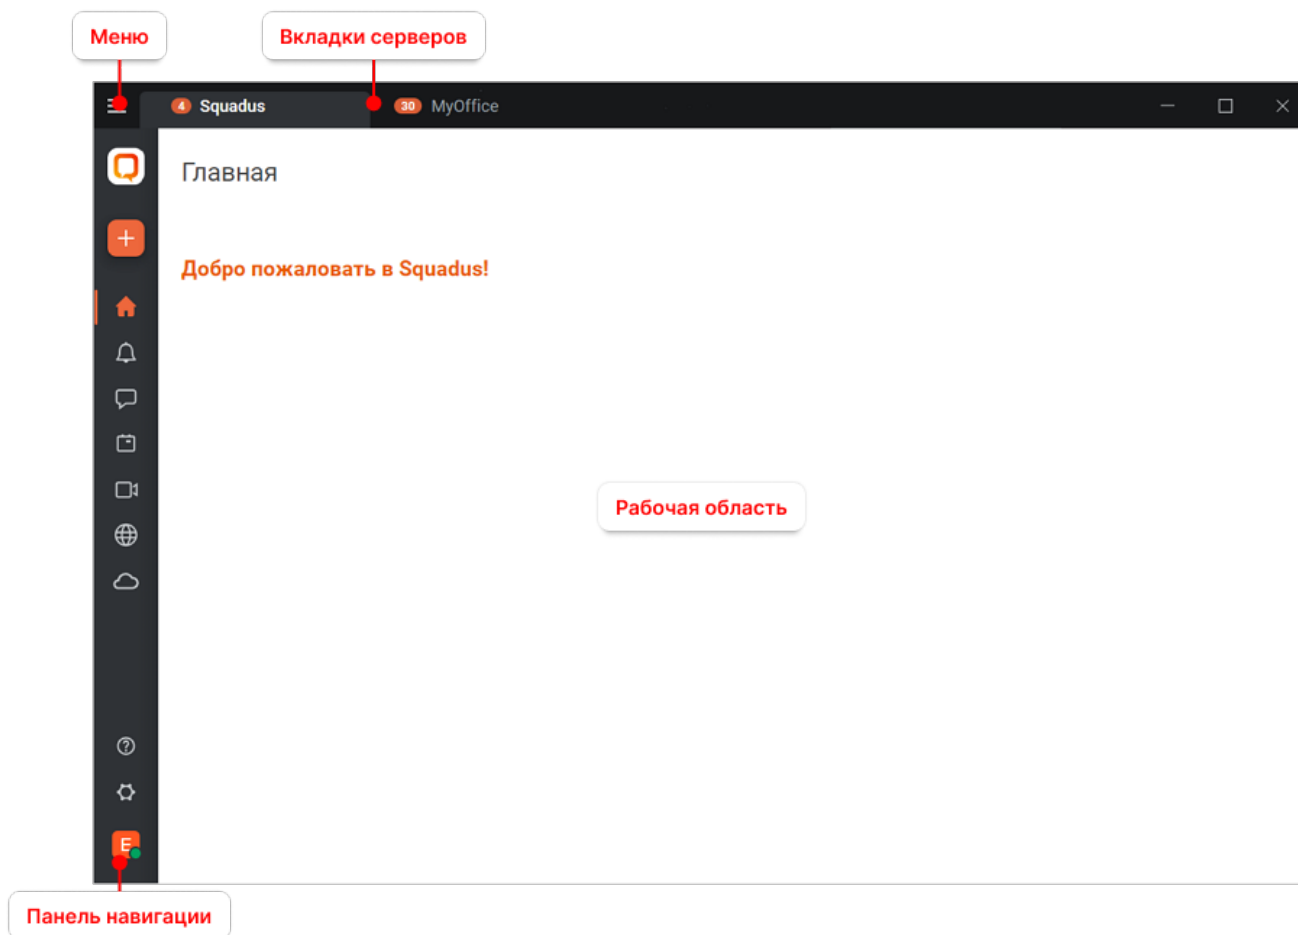 Меню
Вкладки серверов
4 Squadus
30 MyOffice
Главная
Добро пожаловать в Squadus!
Рабочая область
E
Панель навигации